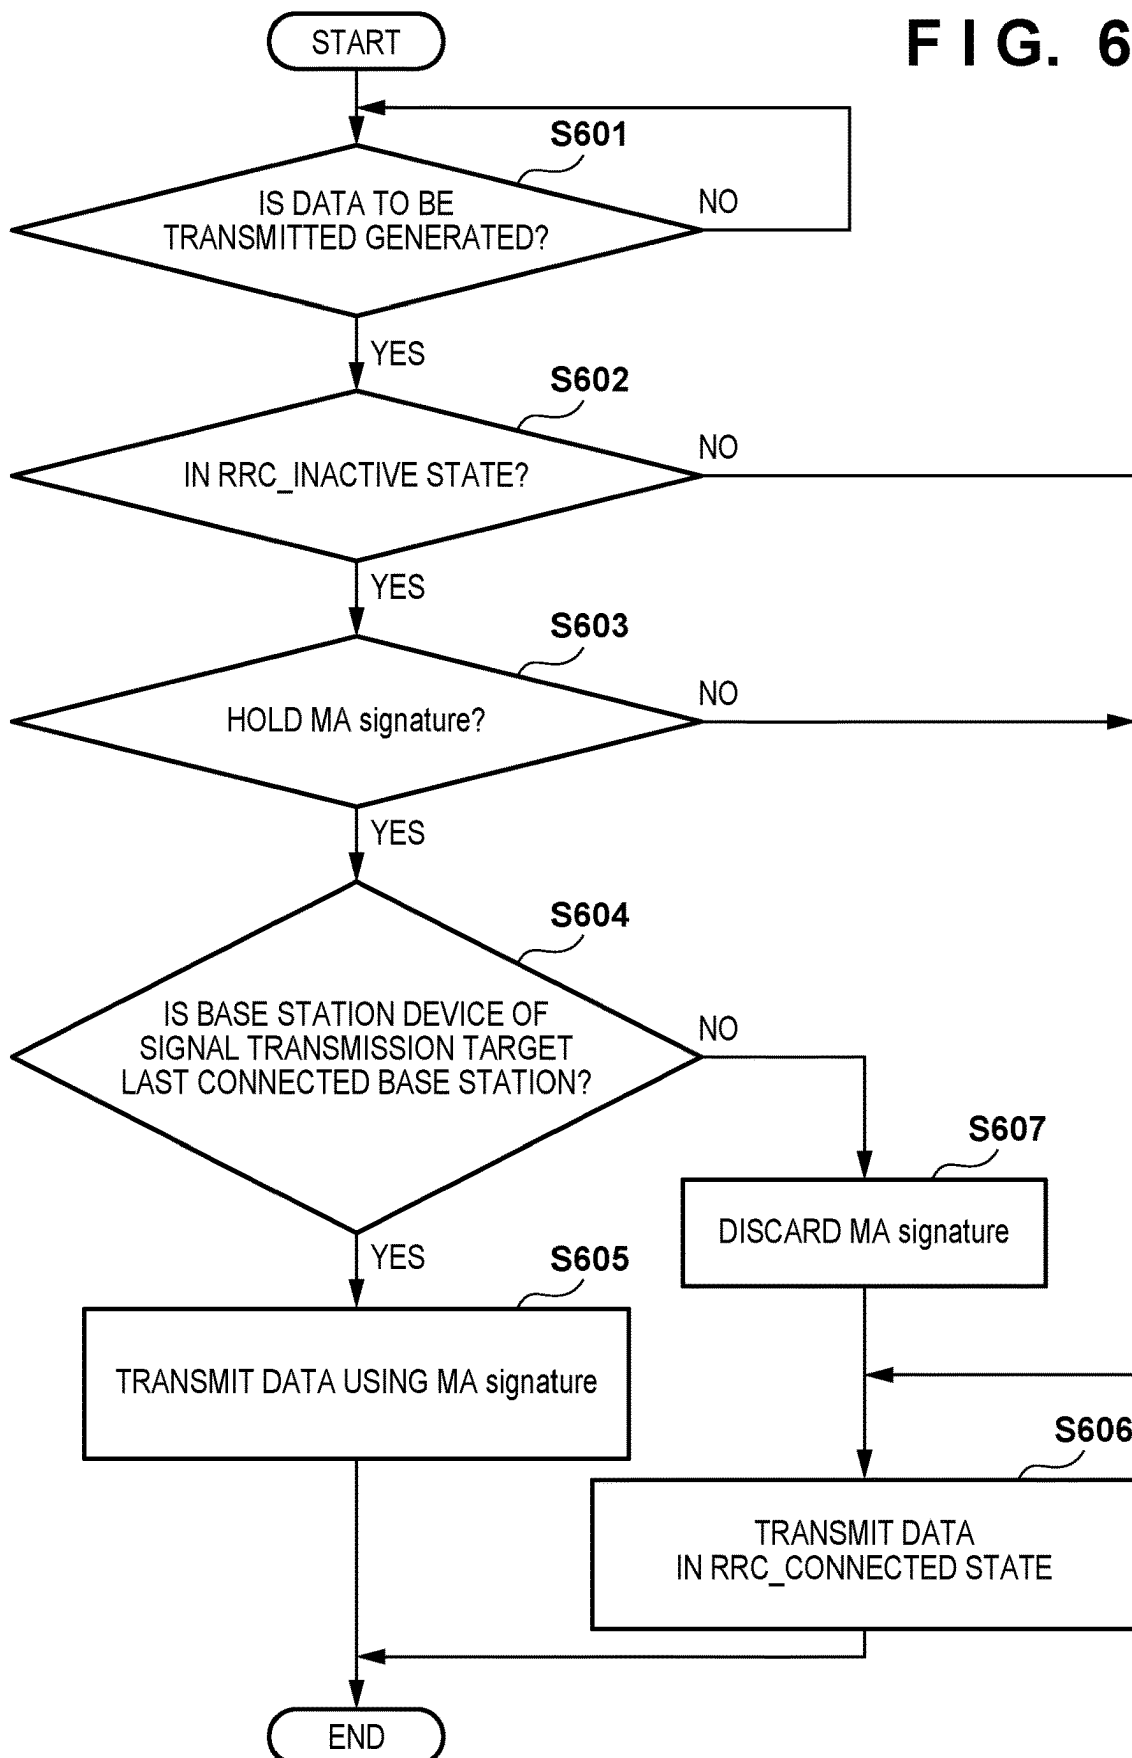 FIG. 6
START
S601
IS DATA TO BE
TRANSMITTED GENERATED?
NO
YES
S602
IN RRC_INACTIVE STATE?
NO
YES
S603
HOLD MA signature?
NO
YES
S604
IS BASE STATION DEVICE OF
SIGNAL TRANSMISSION TARGET
LAST CONNECTED BASE STATION?
NO
YES
S607
DISCARD MA signature
S605
TRANSMIT DATA USING MA signature
S606
TRANSMIT DATA
IN RRC_CONNECTED STATE
END